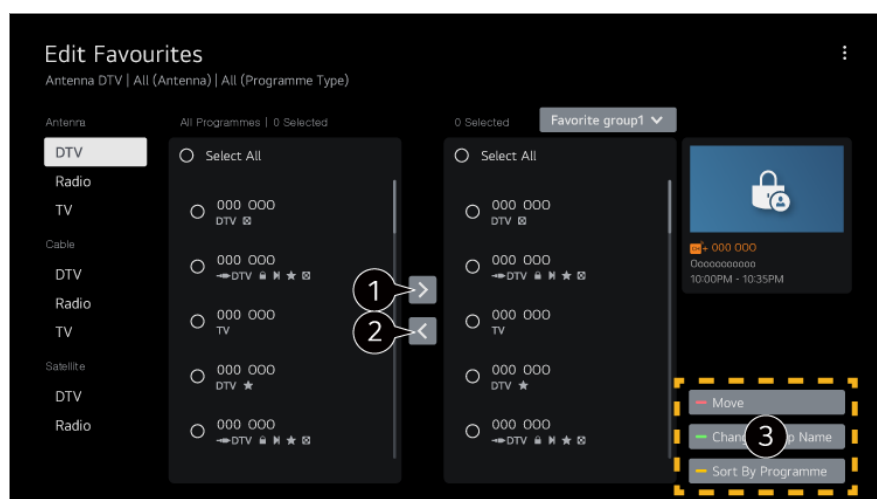 Edit Favourites
Antenna DTV | All (Antenna) | All (Programme Type)
Antenna
DTV
Radio
TV
Cable
DTV
Radio
TV
Satellite
DTV
Radio
All Programmes | 0 Selected
Select All
000 000
DTV
000 000
DTV
000 000
TV
000 000
DTV ★
000 000
DTV ★
1
2
0 Selected
Favorite group1
Select All
000 000
DTV
000 000
DTV ★
000 000
TV
000 000
DTV ★
000 000
DTV ★
+ 000 000
Ooooooooooo
10:00PM - 10:35PM
Move
3
Name
Sort By Programme